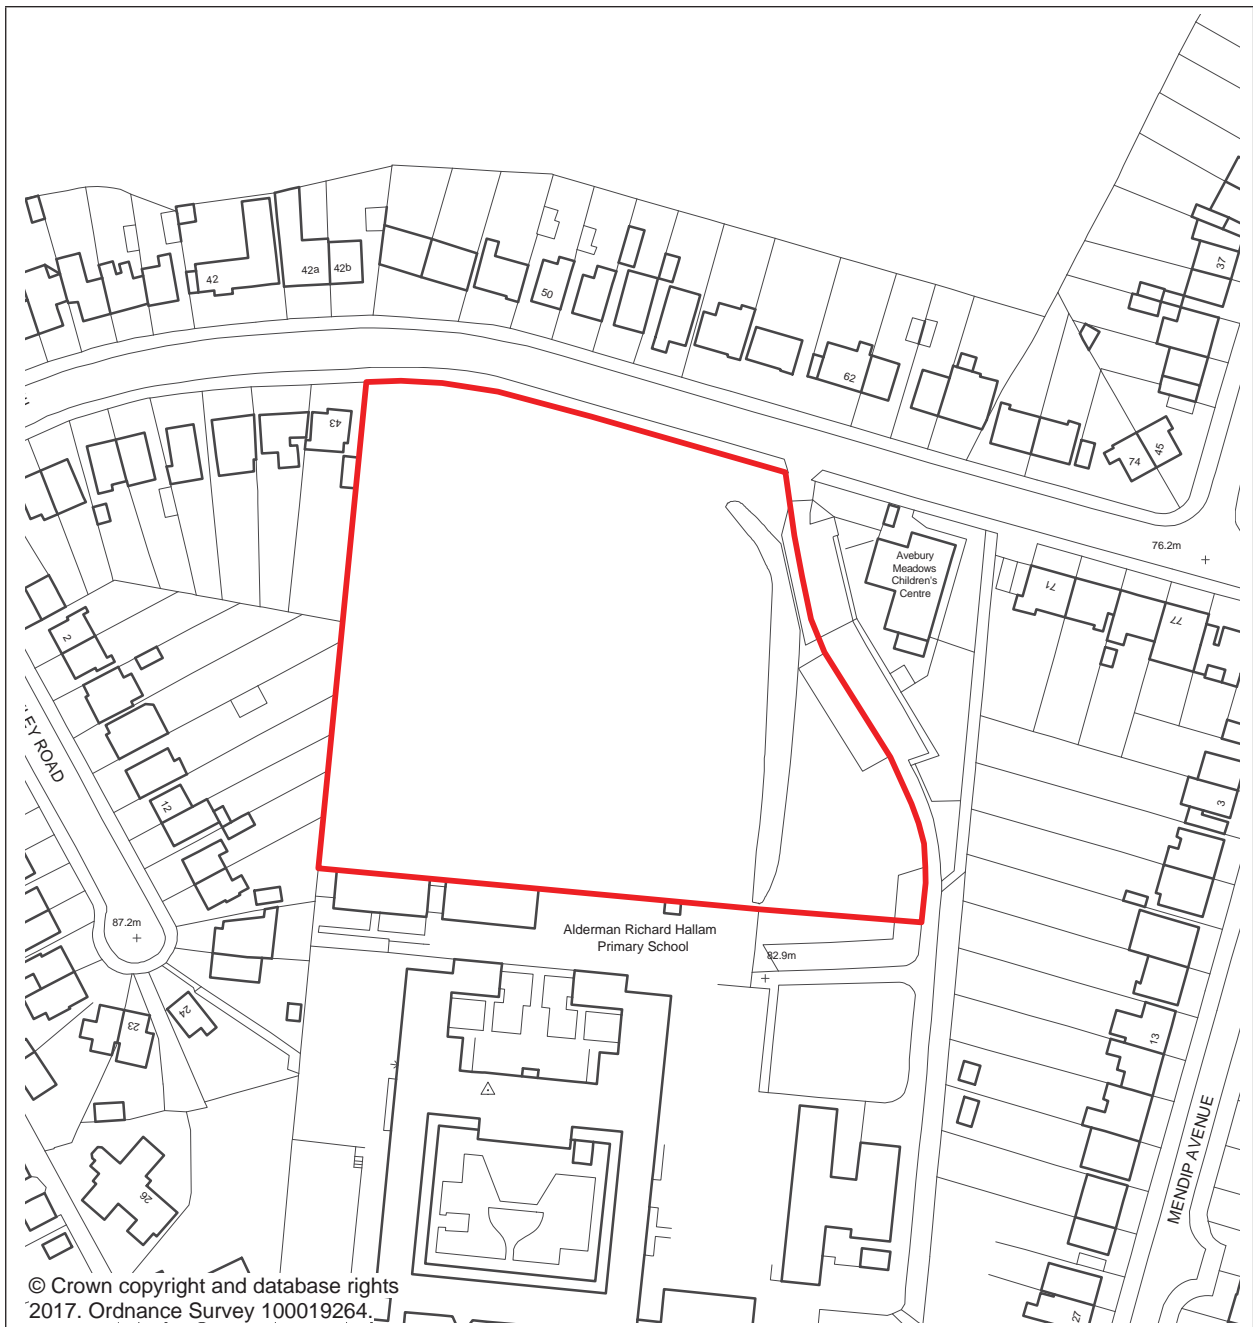 42
42a
42b
50
62
37
74
45
43
76.2m
Avebury
Meadows
Children's
Centre
71
77
2
LEY ROAD
12
3
87.2m
Alderman Richard Hallam
Primary School
82.9m
24
23
13
MENDIP AVENUE
26
27
© Crown copyright and database rights
2017. Ordnance Survey 100019264.